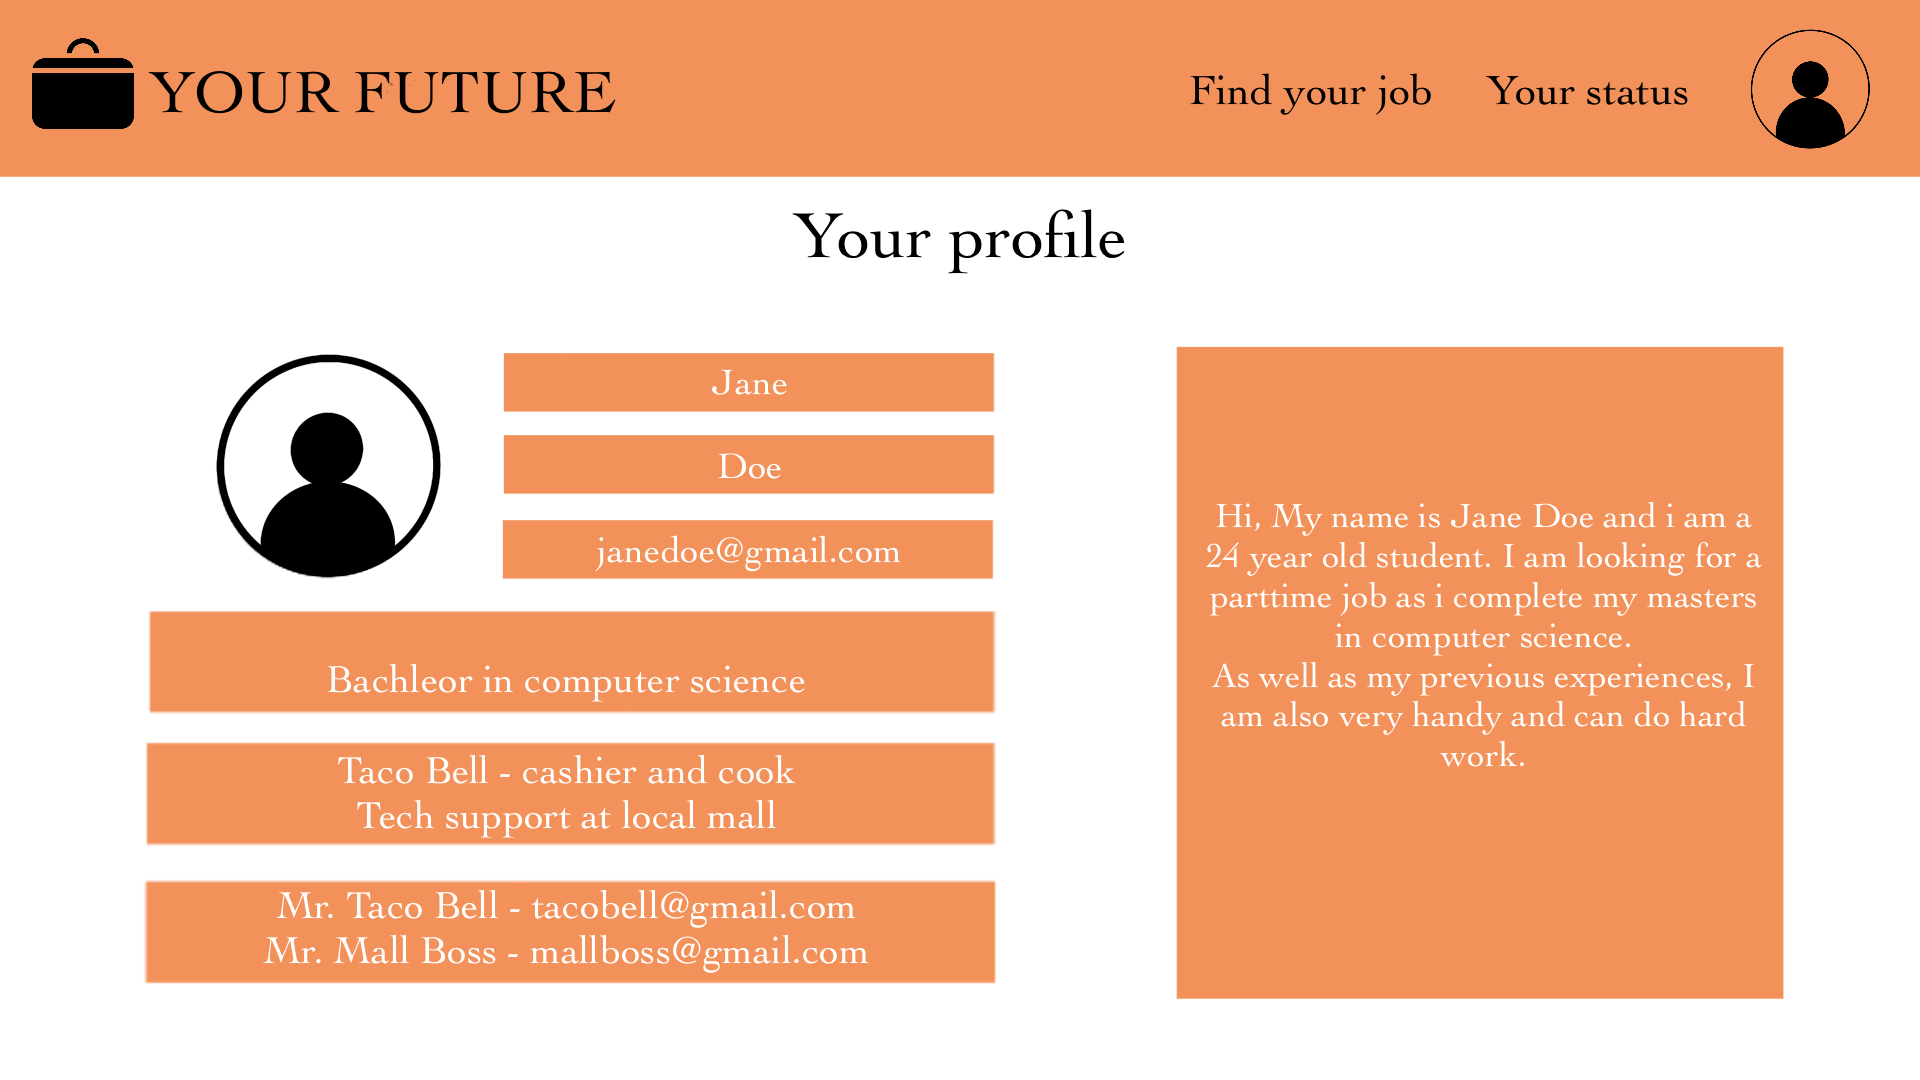 YOUR FUTURE
Find your job
Your status
Your profile
Jane
Doe
janedoe@gmail.com
Bachleor in computer science
Taco Bell - cashier and cook
Tech support at local mall
Mr. Taco Bell - tacobell@gmail.com
Mr. Mall Boss - mallboss@gmail.com
Hi, My name is Jane Doe and i am a
24 year old student. I am looking for a
parttime job as i complete my masters
in computer science.
As well as my previous experiences, I
am also very handy and can do hard
work.